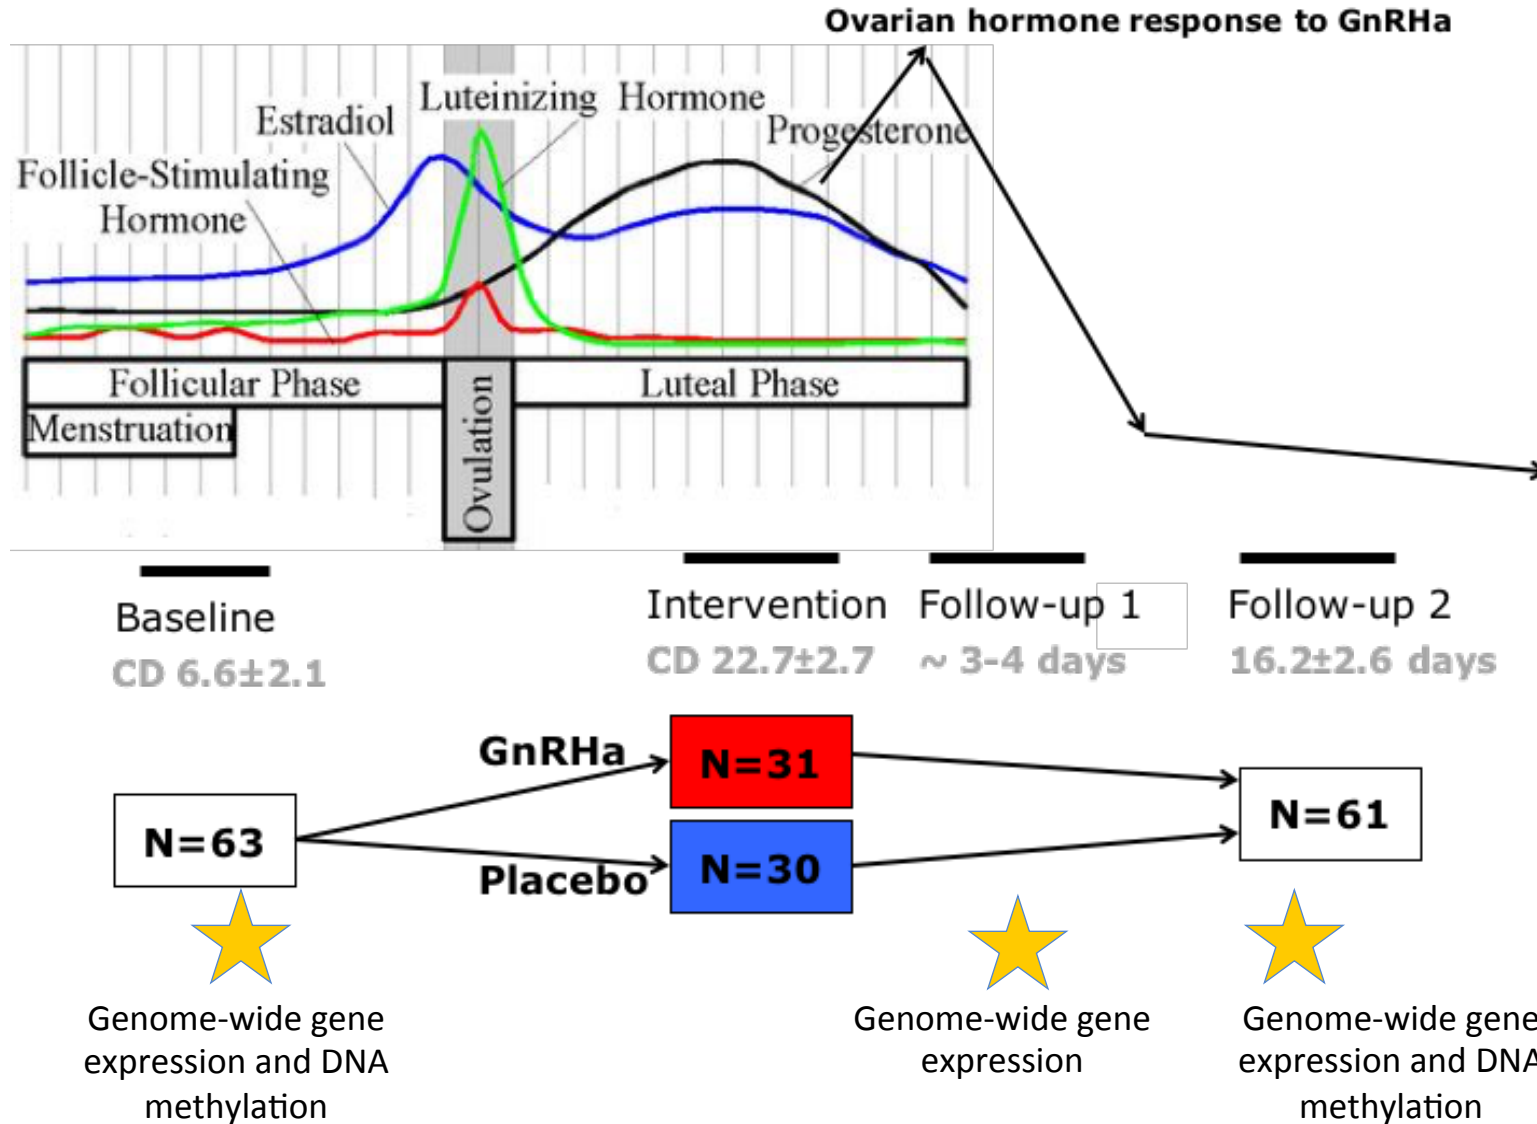 Ovarian hormone response to GnRHa
Luteinizing Hormone
Estradiol
Progesterone
Follicle-Stimulating
Hormone
Follicular Phase
Luteal Phase
Menstruation
Ovulation
Baseline
CD 6.6±2.1
Intervention
CD 22.7±2.7
Follow-up 1
~ 3-4 days
Follow-up 2
16.2±2.6 days
GnRHa
N=31
N=63
N=61
Placebo
N=30
Genome-wide gene
expression and DNA
methylation
Genome-wide gene
expression
Genome-wide gene
expression and DNA
methylation